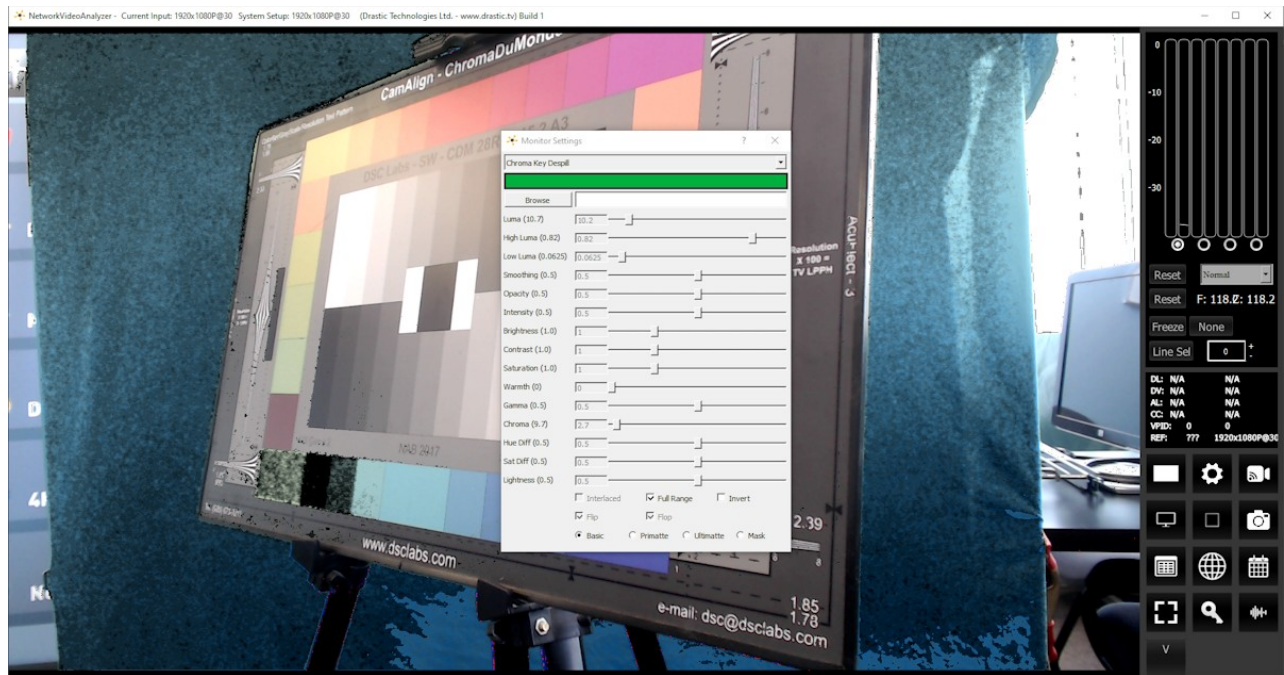 NetworkVideoAnalyzer - Current Input: 1920x1080P@30 System Setup: 1920x1080P@30 (Drastic Technologies Ltd. - www.drastic.tv) Build 1
CamAlign - ChromaDuMonde
DSC Labs - SW - CDM 28R
A3
NAB 2017
www.dsclabs.com
Resolution
X 100 =
TV LPPH
2.39
1.85
1.78
e-mail: dsc@dsclabs.com
Monitor Settings
? ×
Chroma Key Despill
Browse
Luma (10.7) 10.2
High Luma (0.82) 0.82
Low Luma (0.0625) 0.0625
Smoothing (0.5) 0.5
Opacity (0.5) 0.5
Intensity (0.5) 0.5
Brightness (1.0) 1
Contrast (1.0) 1
Saturation (1.0) 1
Warmth (0) 0
Gamma (0.5) 0.5
Chroma (9.7) 2.7
Hue Diff (0.5) 0.5
Sat Diff (0.5) 0.5
Lightness (0.5) 0.5
Interlaced Full Range Invert
Flip Flop
Basic Primatte Ultimatte Mask
0
-10
-20
-30
Reset Normal
Reset F: 118.2: 118.2
Freeze None
Line Sel 0 + -
DL: N/A N/A
DV: N/A N/A
AL: N/A N/A
CC: N/A N/A
VPID: 0 0
REF: ??? 1920x1080P@30
V